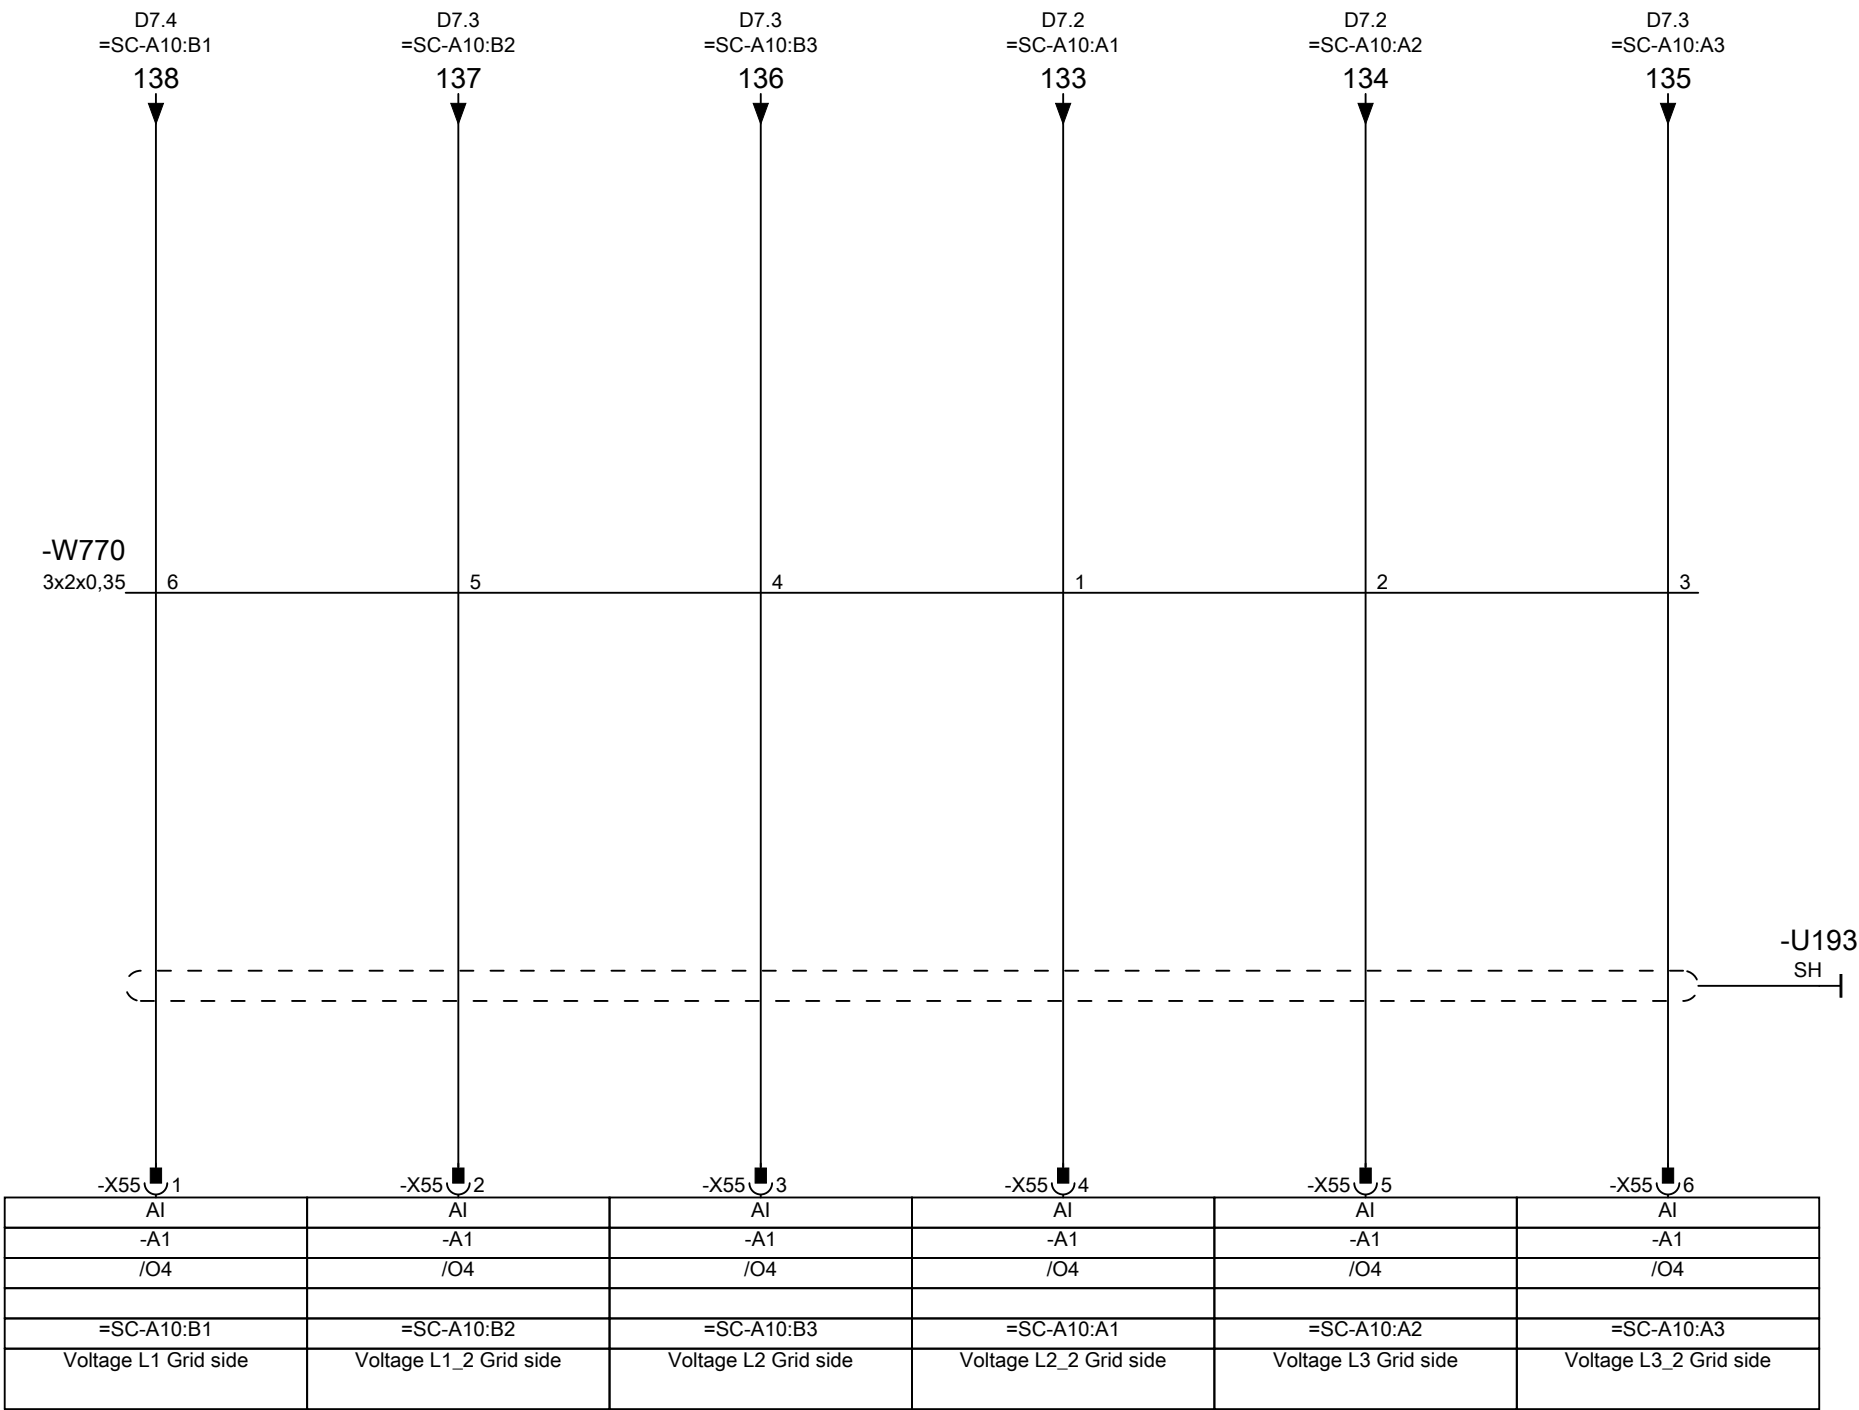 D7.4 D7.3 D7.3 D7.2 D7.2 D7.3
=SC-A10:B1 =SC-A10:B2 =SC-A10:B3 =SC-A10:A1 =SC-A10:A2 =SC-A10:A3
138 137 136 133 134 135
-W770
3x2x0,35 6 5 4 1 2 3
-U193
SH
-X55 1 -X55 2 -X55 3 -X55 4 -X55 5 -X55 6
AI AI AI AI AI AI
-A1 -A1 -A1 -A1 -A1 -A1
/O4 /O4 /O4 /O4 /O4 /O4
=SC-A10:B1 =SC-A10:B2 =SC-A10:B3 =SC-A10:A1 =SC-A10:A2 =SC-A10:A3
Voltage L1 Grid side Voltage L1_2 Grid side Voltage L2 Grid side Voltage L2_2 Grid side Voltage L3 Grid side Voltage L3_2 Grid side